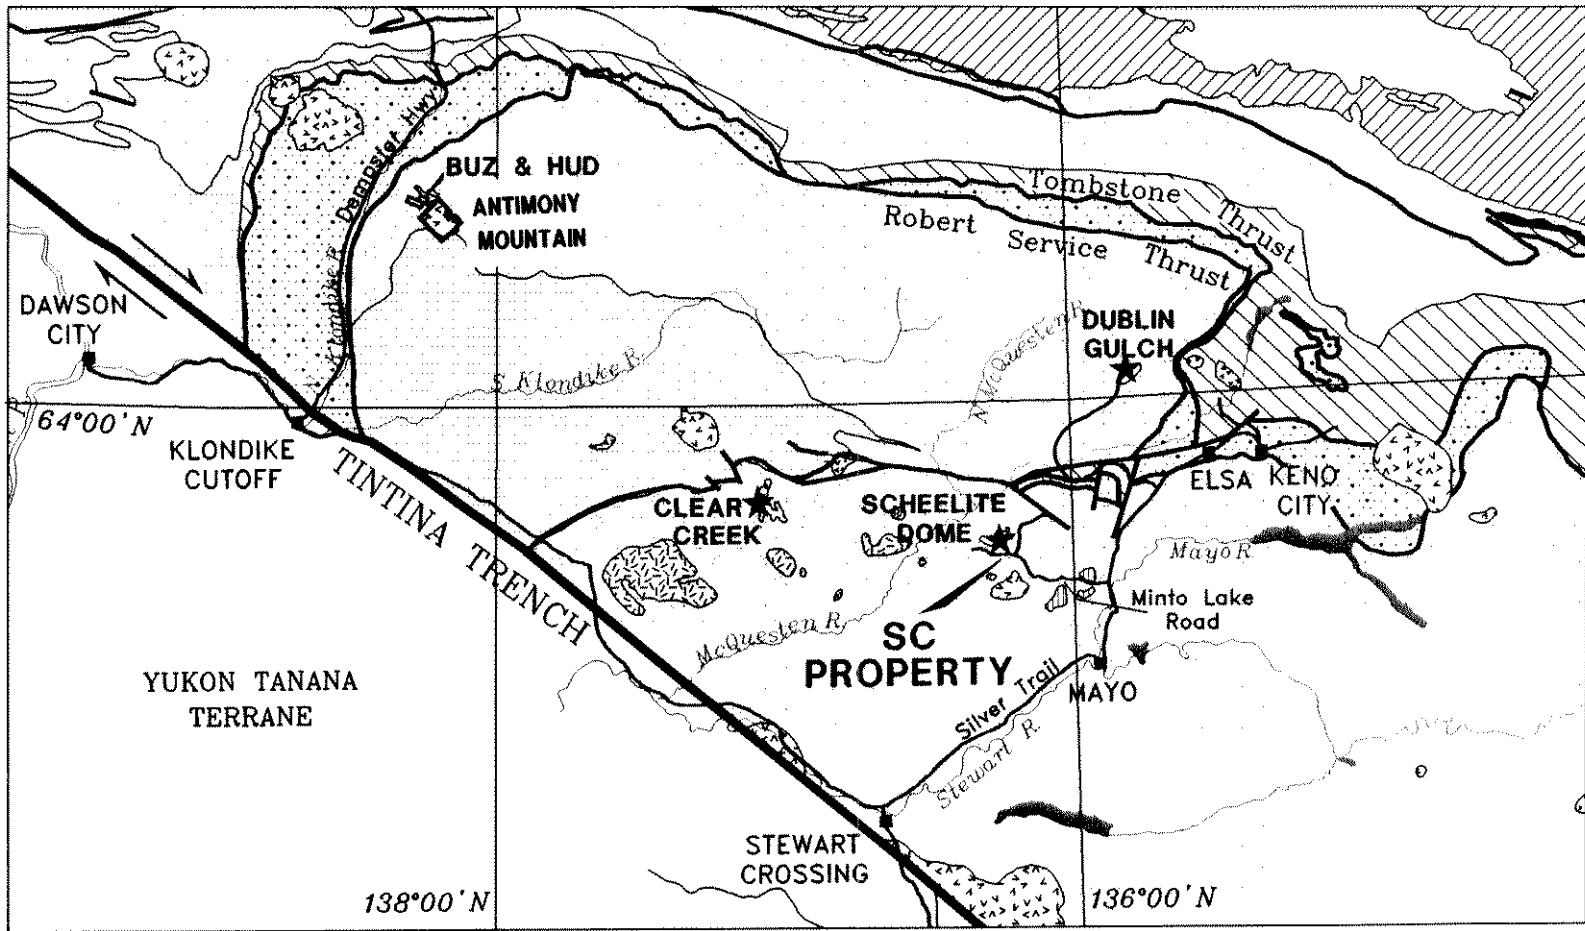 BUZ & HUD
ANTIMONY
MOUNTAIN
Dempster Hwy
Klondike R.
Tombstone Thrust
Robert Service Thrust
DAWSON
CITY
DUBLIN
GULCH
N. McQuesten R.
S Klondike R.
64°00' N
KLONDIKE
CUTOFF
TINTINA TRENCH
CLEAR
CREEK
SCHEELITE
DOME
ELSA
KENO
CITY
Mayo R.
Minto Lake
Road
McQuesten R.
SC
PROPERTY
YUKON TANANA
TERRANE
MAYO
Silver Trail
Stewart R.
STEWART
CROSSING
138°00' N
136°00' N